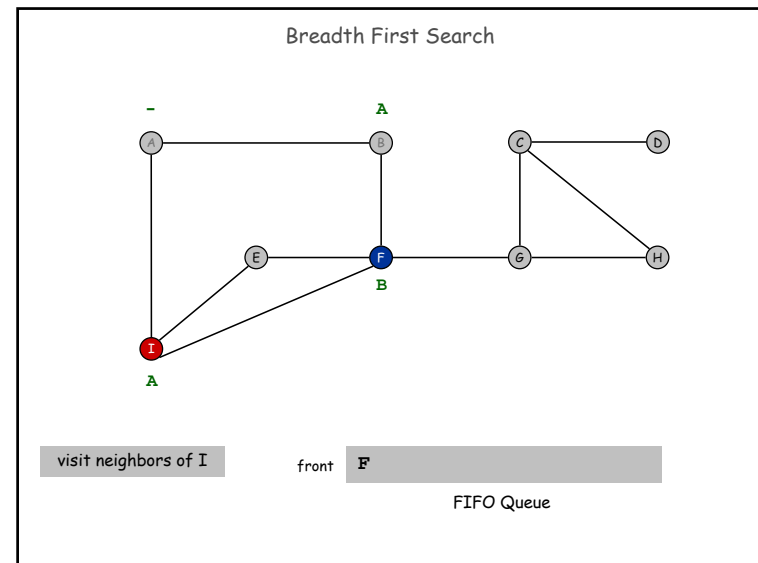 Breadth First Search
- A
A B C D
E F G H
B
I
A
visit neighbors of I front F
FIFO Queue